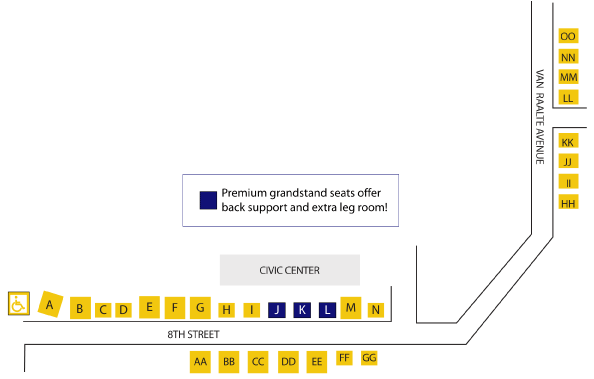 OO
NN
MM
LL
VAN RAALTE AVENUE
KK
JJ
II
HH
Premium grandstand seats offer
back support and extra leg room!
CIVIC CENTER
A B C D E F G H I J K L M N
8TH STREET
AA BB CC DD EE FF GG